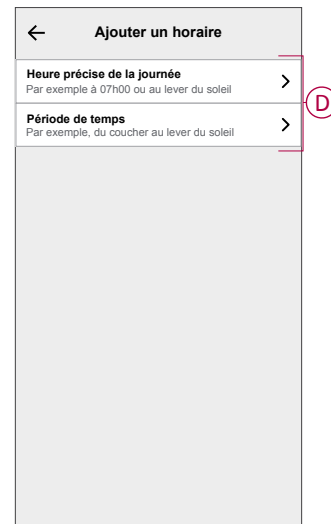 Ajouter un horaire
Heure précise de la journée
Par exemple à 07h00 ou au lever du soleil
Période de temps
Par exemple, du coucher au lever du soleil
D